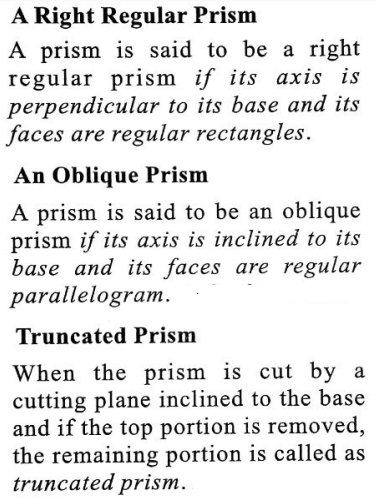 A Right Regular Prism
A prism is said to be a right
regular prism if its axis is
perpendicular to its base and its
faces are regular rectangles.
An Oblique Prism
A prism is said to be an oblique
prism if its axis is inclined to its
base and its faces are regular
parallelogram.
Truncated Prism
When the prism is cut by a
cutting plane inclined to the base
and if the top portion is removed,
the remaining portion is called as
truncated prism.